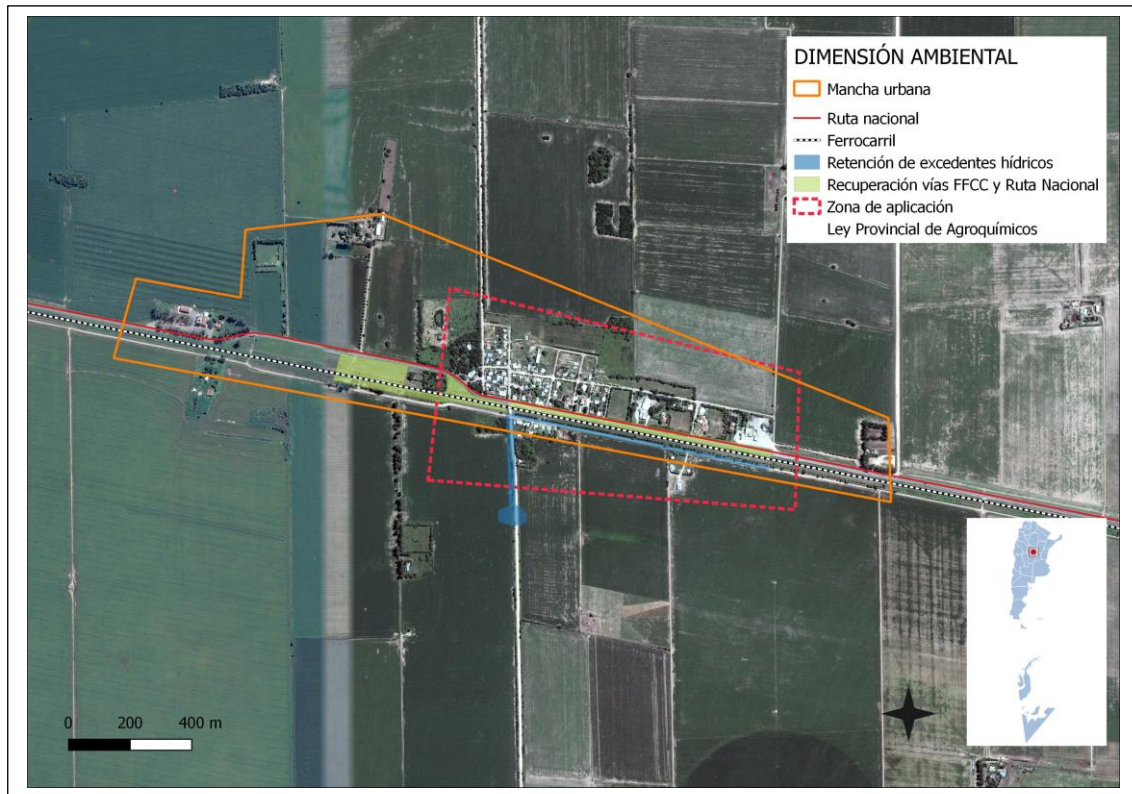 DIMENSIÓN AMBIENTAL
Mancha urbana
Ruta nacional
Ferrocarril
Retención de excedentes hídricos
Recuperación vías FFCC y Ruta Nacional
Zona de aplicación
Ley Provincial de Agroquímicos
0 200 400 m